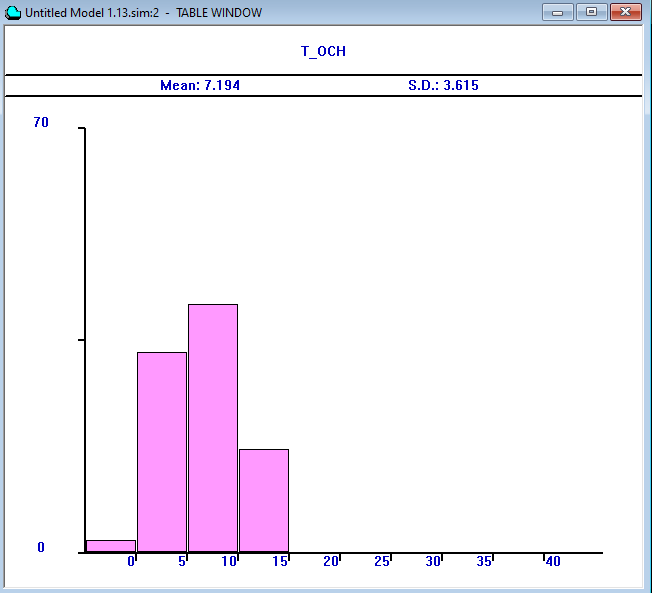 Untitled Model 1.13.sim:2 - TABLE WINDOW
T_OCH
Mean: 7.194 S.D.: 3.615
70
0
0 5 10 15 20 25 30 35 40